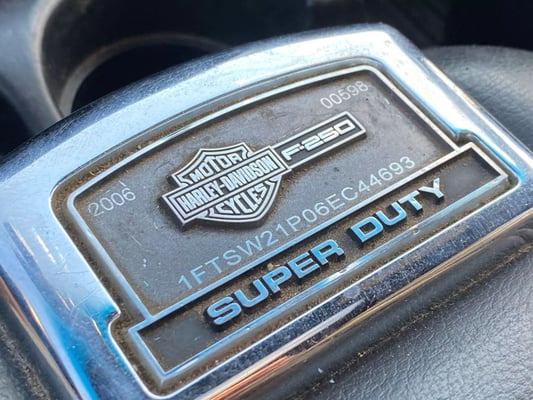 00598
2006
MOTOR
HARLEY-DAVIDSON
CYCLES
F-250
1FTSW21P06EC44693
SUPER DUTY